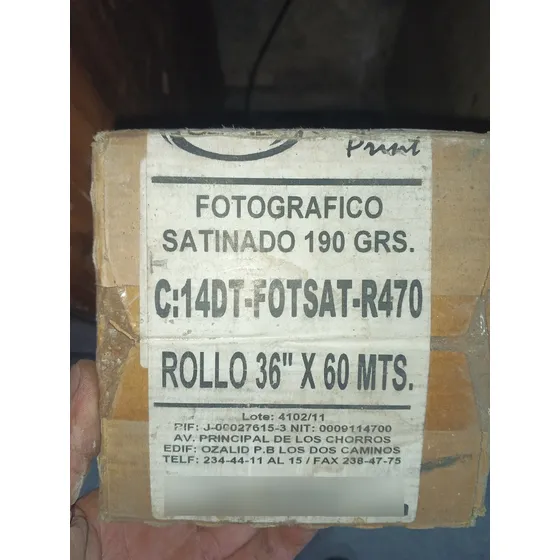 Print
FOTOGRAFICO
SATINADO 190 GRS.
C:14DT-FOTSAT-R470
ROLLO 36" X 60 MTS.
Lote: 4102/11
RIF: J-00027615-3 NIT: 0009114700
AV. PRINCIPAL DE LOS CHORROS
EDIF: OZALID P.B LOS DOS CAMINOS
TELF: 234-44-11 AL 15 / FAX 238-47-75